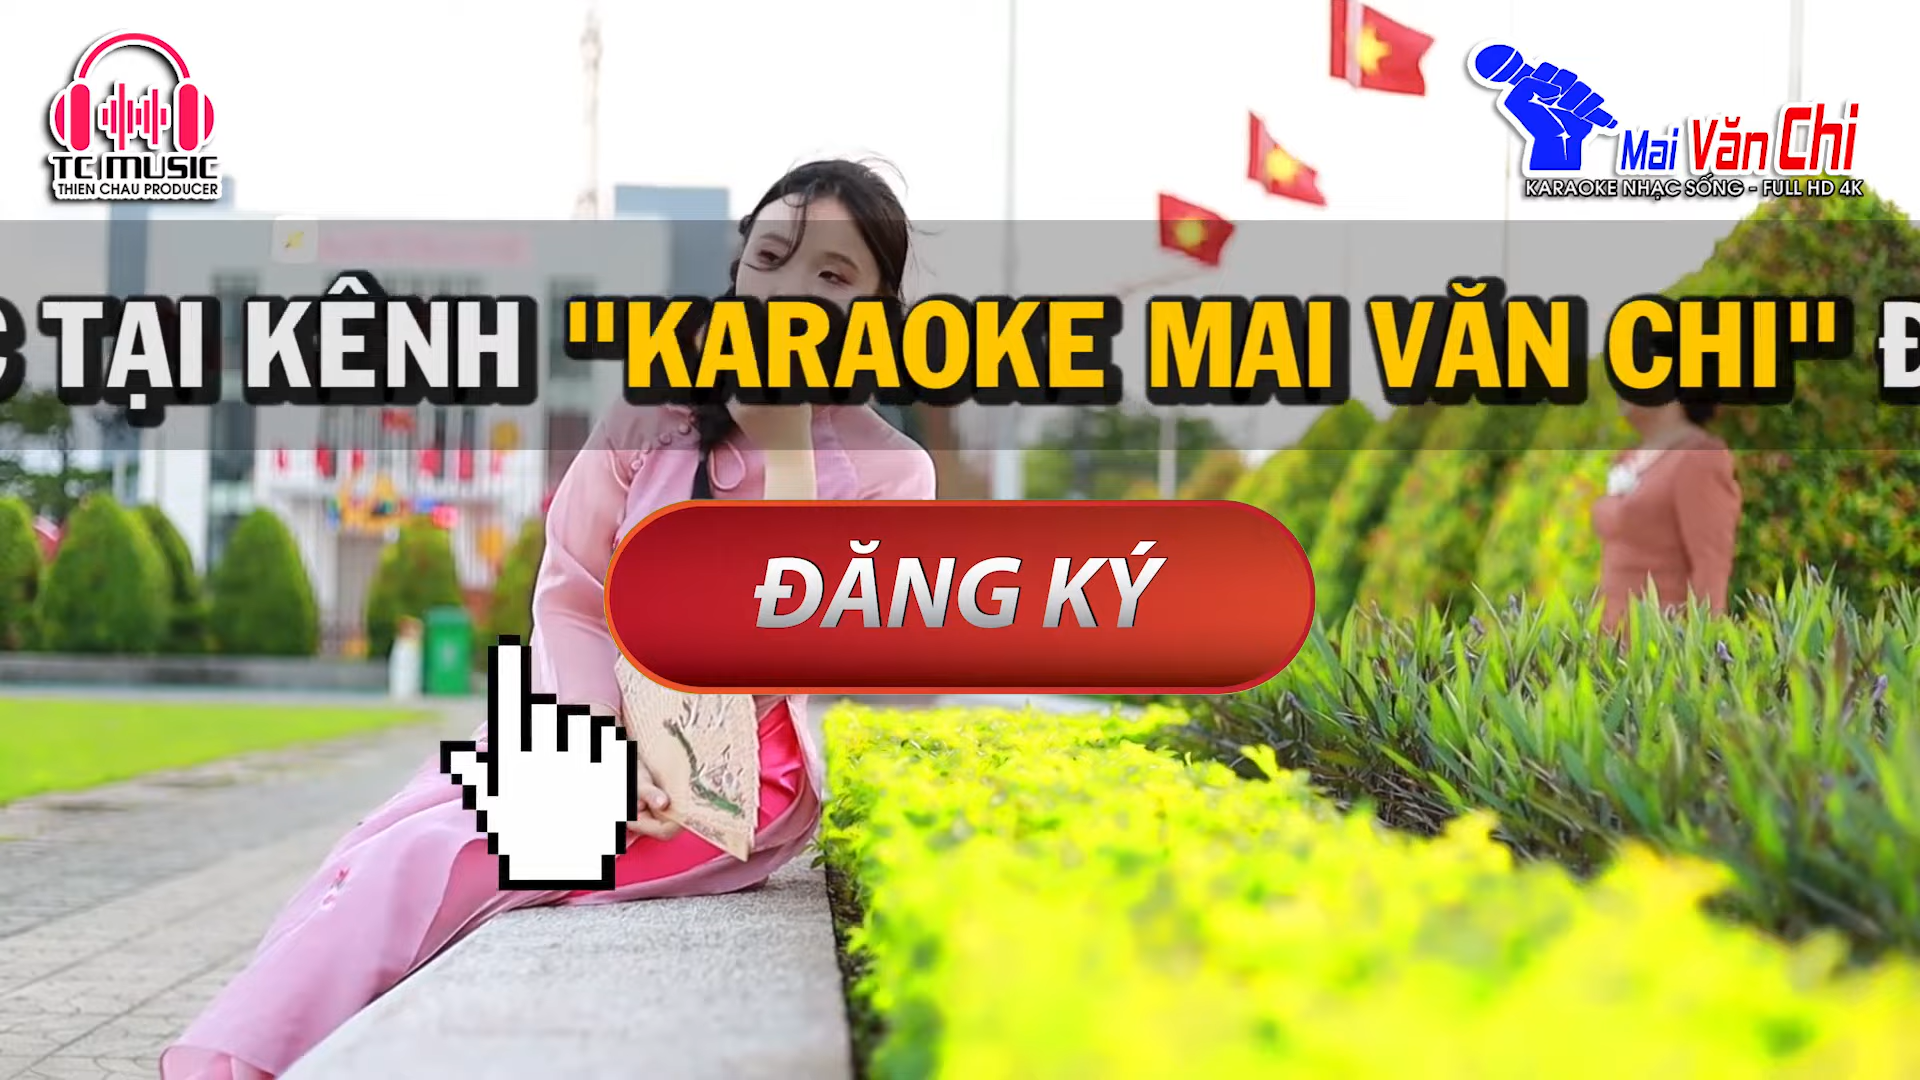 TC MUSIC
THIEN CHAU PRODUCER
Mai Văn Chi
KARAOKE NHẠC SỐNG - FULL HD 4K
TẠI KÊNH "KARAOKE MAI VĂN CHI"
ĐĂNG KÝ